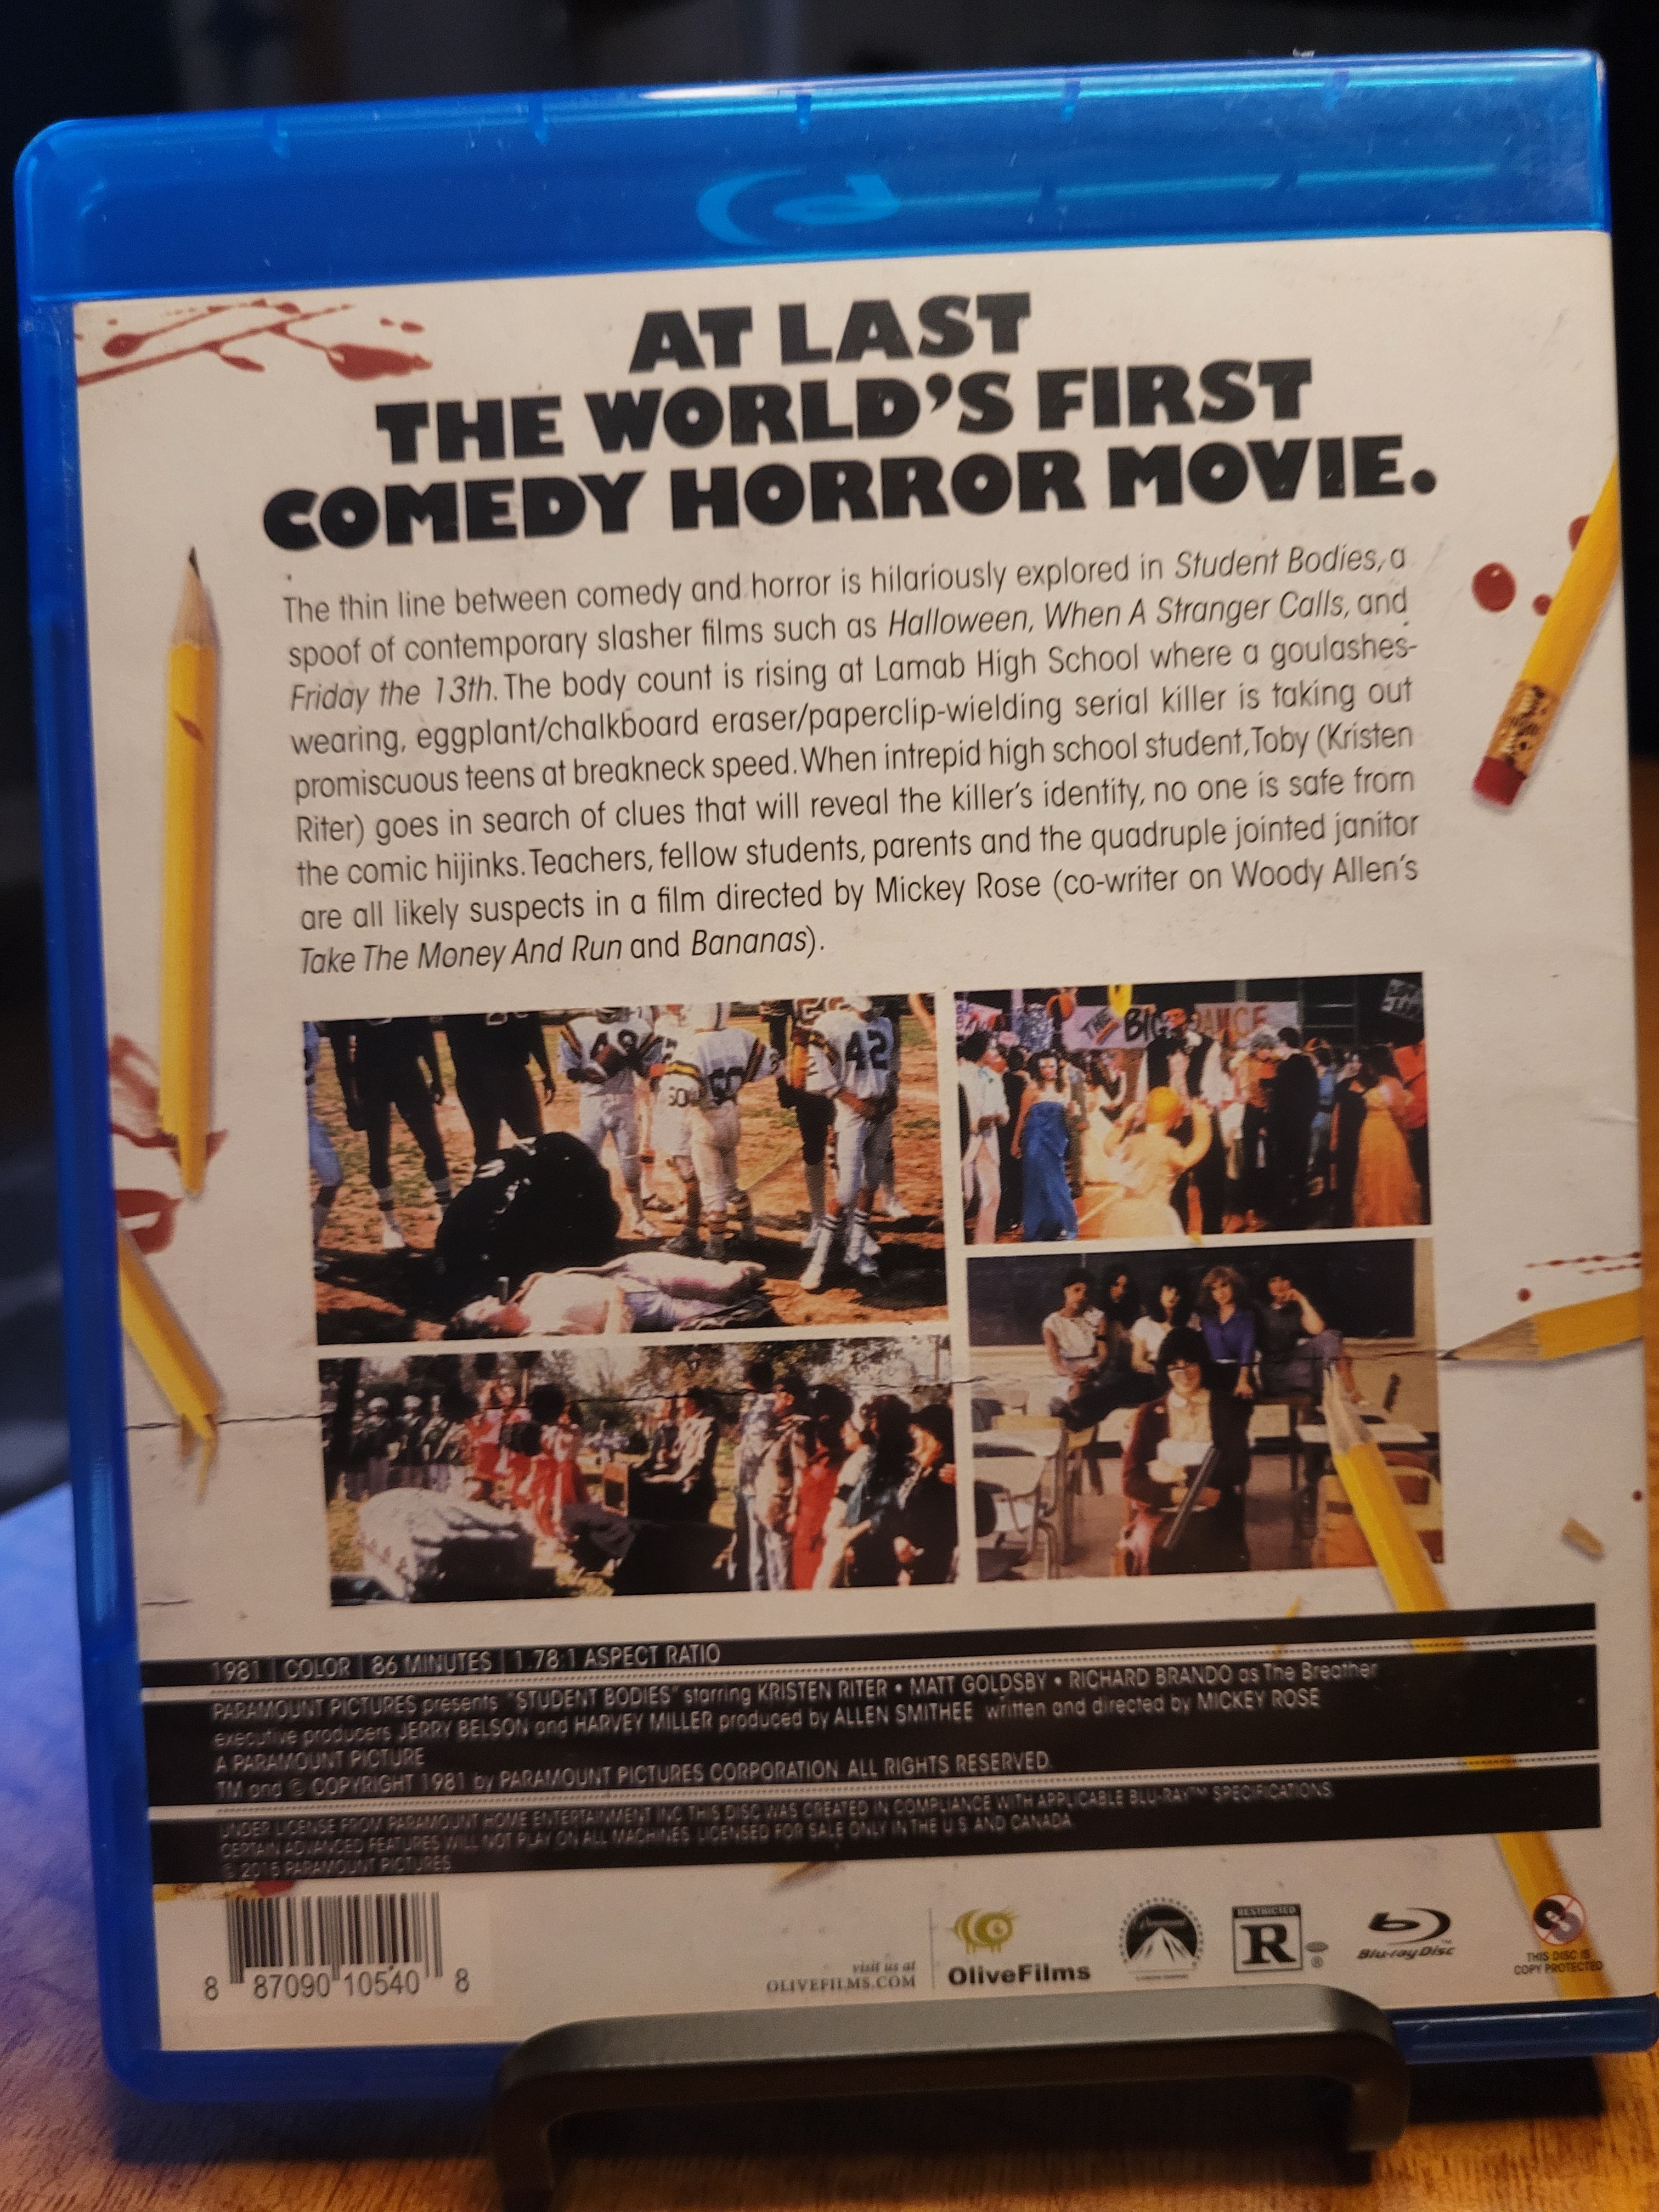 AT LAST
THE WORLD'S FIRST
COMEDY HORROR MOVIE.
The thin line between comedy and horror is hilariously explored in Student Bodies, a
spoof of contemporary slasher films such as Halloween, When A Stranger Calls, and
Friday the 13th. The body count is rising at Lamab High School where a goulashes-
wearing, eggplant/chalkboard eraser/paperclip-wielding serial killer is taking out
promiscuous teens at breakneck speed. When intrepid high school student, Toby (Kristen
Riter) goes in search of clues that will reveal the killer's identity, no one is safe from
the comic hijinks. Teachers, fellow students, parents and the quadruple jointed janitor
are all likely suspects in a film directed by Mickey Rose (co-writer on Woody Allen's
Take The Money And Run and Bananas).
49
50
42
THE BIG DANCE
1981 | COLOR | 86 MINUTES | 1.78:1 ASPECT RATIO
PARAMOUNT PICTURES presents "STUDENT BODIES" starring KRISTEN RITER • MATT GOLDSBY • RICHARD BRANDO as The Breather
executive producers JERRY BELSON and HARVEY MILLER produced by ALLEN SMITHEE written and directed by MICKEY ROSE
A PARAMOUNT PICTURE
TM and © COPYRIGHT 1981 by PARAMOUNT PICTURES CORPORATION. ALL RIGHTS RESERVED.
UNDER LICENSE FROM PARAMOUNT HOME ENTERTAINMENT INC. THIS DISC WAS CREATED IN COMPLIANCE WITH APPLICABLE BLU-RAY™ SPECIFICATIONS.
CERTAIN ADVANCED FEATURES WILL NOT PLAY ON ALL MACHINES. LICENSED FOR SALE ONLY IN THE U.S. AND CANADA.
© 2015 PARAMOUNT PICTURES
8 87090 10540 8
visit us at
OLIVEFILMS.COM
OliveFilms
Paramount
RESTRICTED
R
®
Blu-ray Disc
THIS DISC IS
COPY PROTECTED